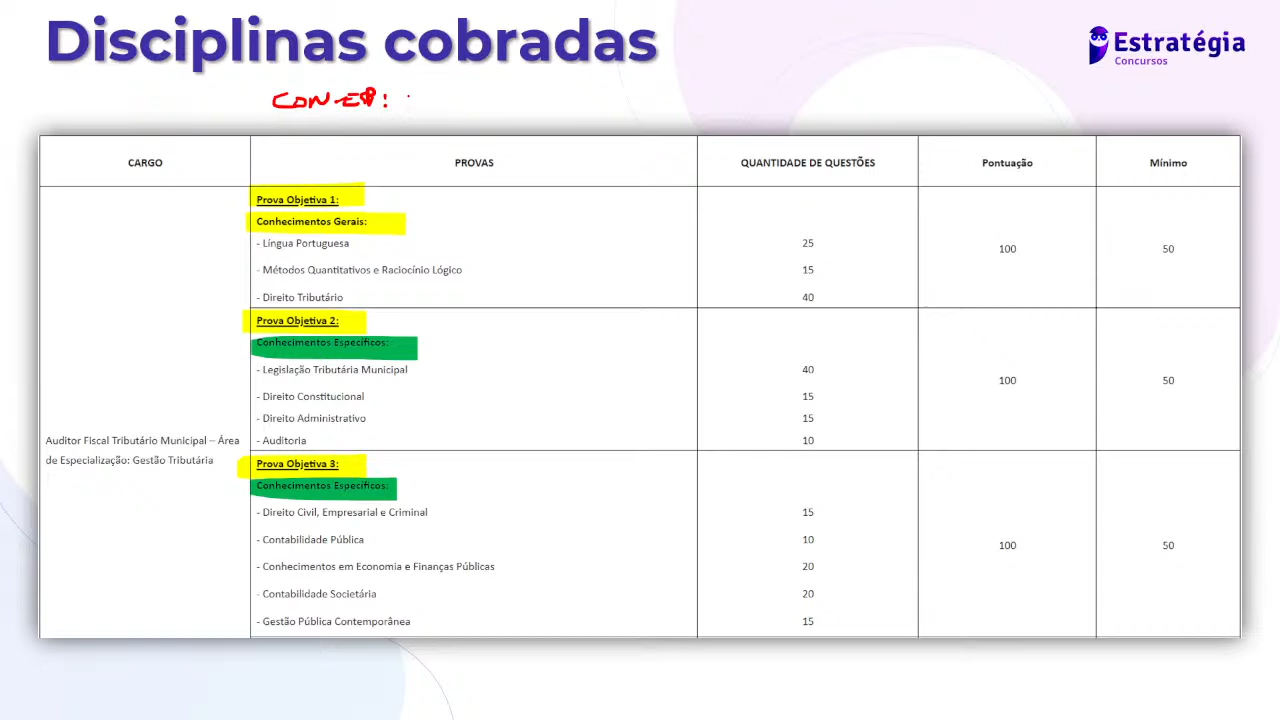 Disciplinas cobradas
Estratégia
Concursos
CARGO PROVAS QUANTIDADE DE QUESTÕES Pontuação Mínimo
Prova Objetiva 1:
Conhecimentos Gerais:
- Língua Portuguesa 25
- Métodos Quantitativos e Raciocínio Lógico 15
- Direito Tributário 40
100 50
Prova Objetiva 2:
Conhecimentos Específicos:
- Legislação Tributária Municipal 40
- Direito Constitucional 15
- Direito Administrativo 15
- Auditoria 10
100 50
Auditor Fiscal Tributário Municipal – Área
de Especialização: Gestão Tributária
Prova Objetiva 3:
Conhecimentos Específicos:
- Direito Civil, Empresarial e Criminal 15
- Contabilidade Pública 10
- Conhecimentos em Economia e Finanças Públicas 20
- Contabilidade Societária 20
- Gestão Pública Contemporânea 15
100 50